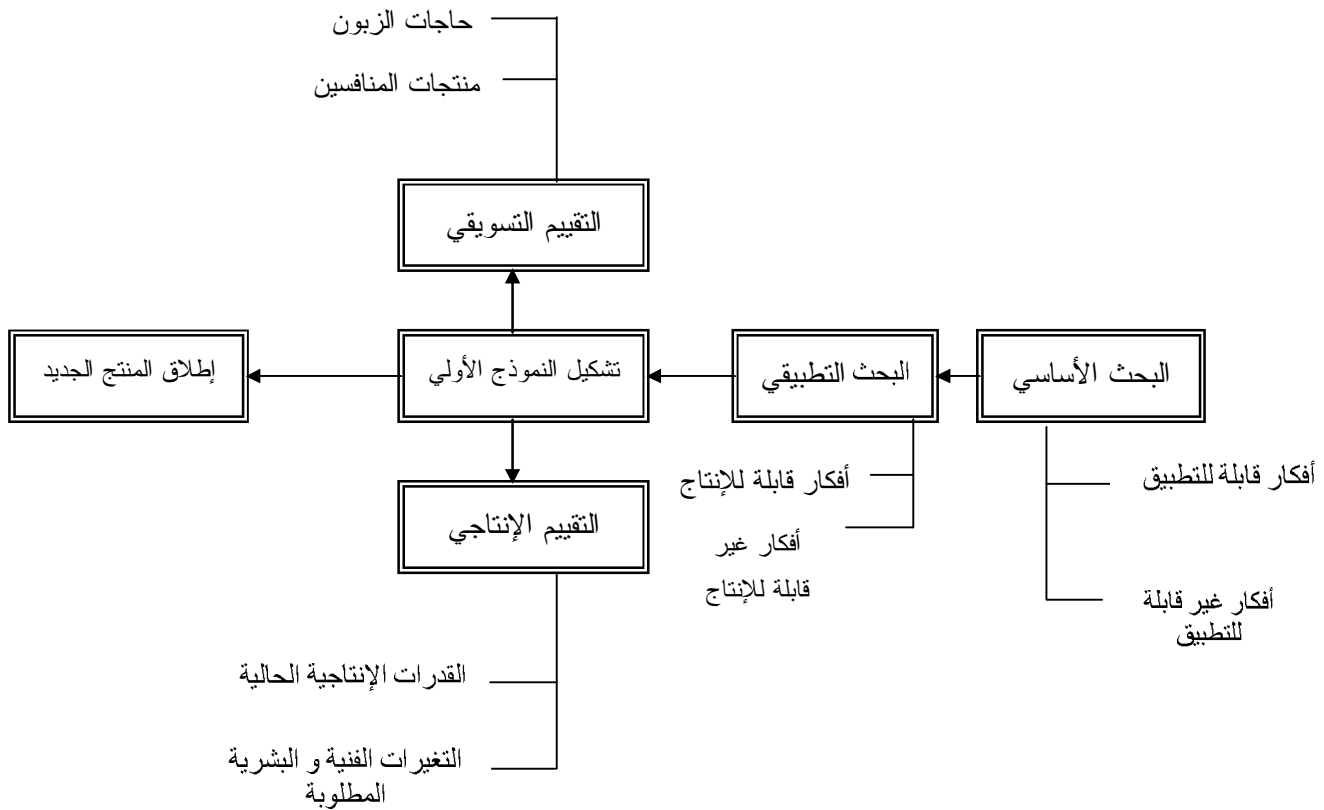 حاجات الزبون
منتجات المنافسين
التقييم التسويقي
البحث الأساسي
البحث التطبيقي
تشكيل النموذج الأولي
إطلاق المنتج الجديد
أفكار قابلة للتطبيق
أفكار غير قابلة
للتطبيق
أفكار قابلة للإنتاج
أفكار غير
قابلة للإنتاج
التقييم الإنتاجي
القدرات الإنتاجية الحالية
التغيرات الفنية و البشرية
المطلوبة